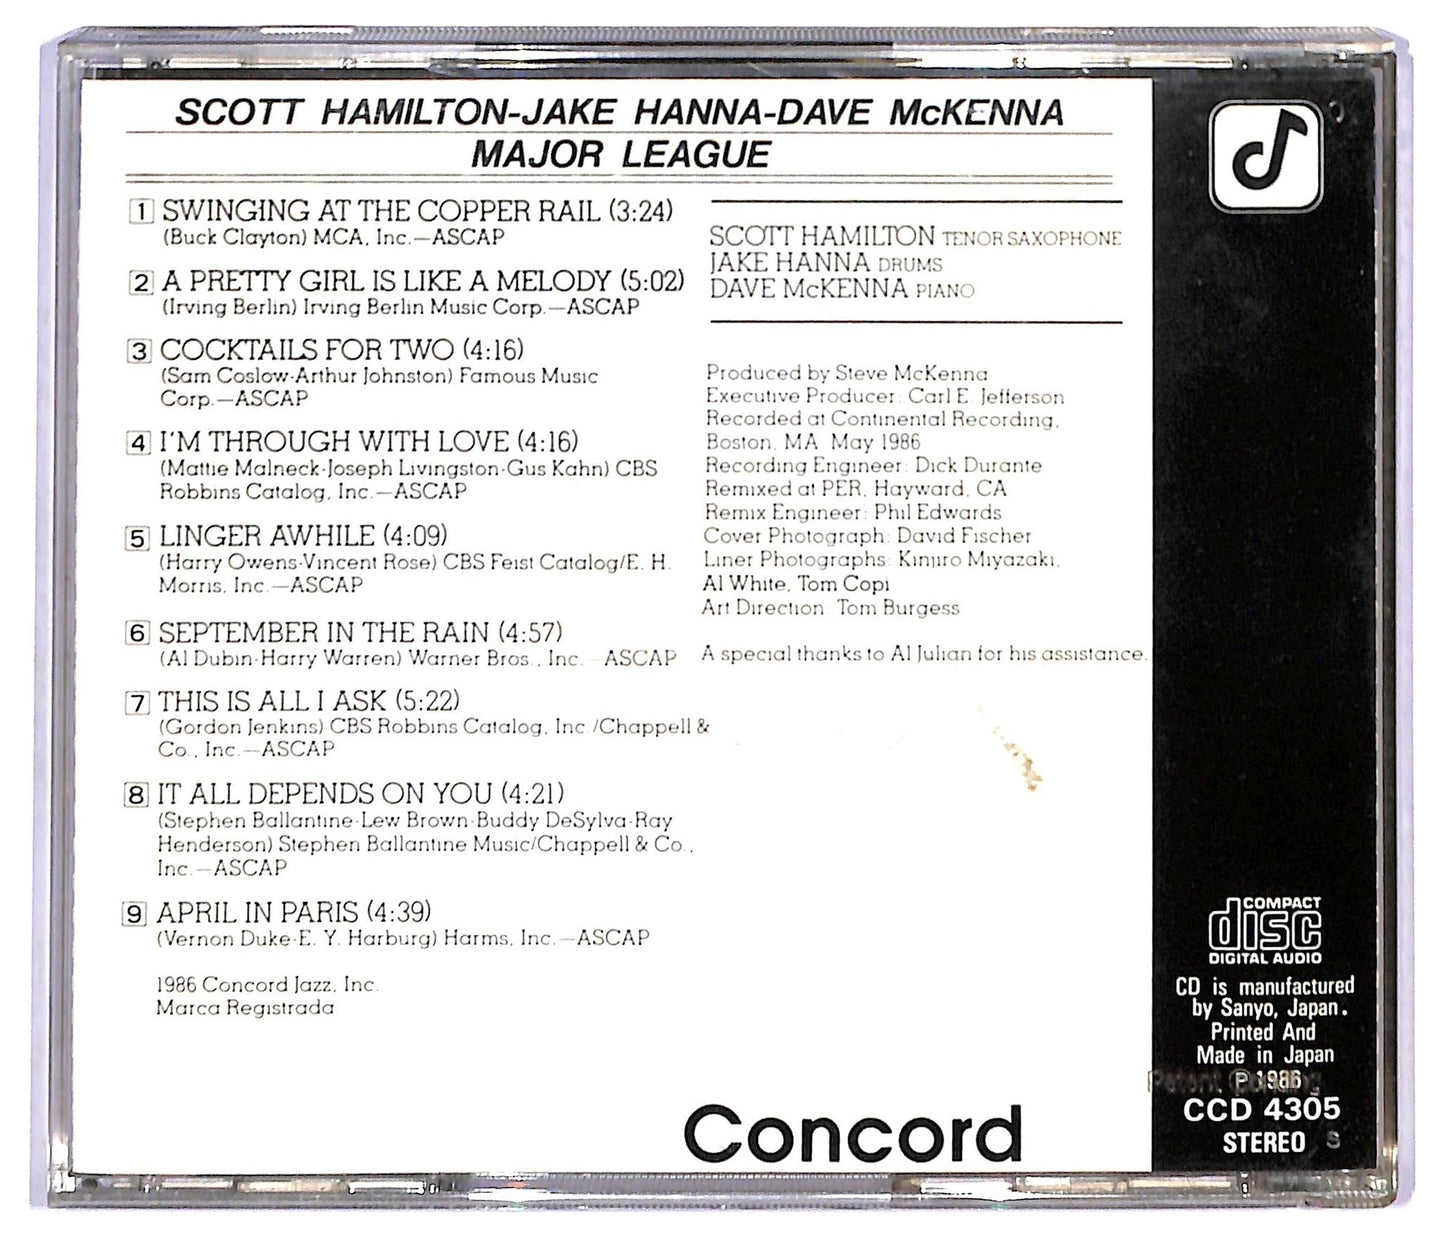 SCOTT HAMILTON-JAKE HANNA-DAVE McKENNA
MAJOR LEAGUE
1 SWINGING AT THE COPPER RAIL (3:24)
(Buck Clayton) MCA, Inc.—ASCAP
2 A PRETTY GIRL IS LIKE A MELODY (5:02)
(Irving Berlin) Irving Berlin Music Corp.—ASCAP
3 COCKTAILS FOR TWO (4:16)
(Sam Coslow-Arthur Johnston) Famous Music
Corp.—ASCAP
4 I'M THROUGH WITH LOVE (4:16)
(Mattie Malneck-Joseph Livingston-Gus Kahn) CBS
Robbins Catalog, Inc.—ASCAP
5 LINGER AWHILE (4:09)
(Harry Owens-Vincent Rose) CBS Feist Catalog/E. H.
Morris, Inc.—ASCAP
6 SEPTEMBER IN THE RAIN (4:57)
(Al Dubin-Harry Warren) Warner Bros., Inc.—ASCAP
7 THIS IS ALL I ASK (5:22)
(Gordon Jenkins) CBS Robbins Catalog, Inc./Chappell &
Co., Inc.—ASCAP
8 IT ALL DEPENDS ON YOU (4:21)
(Stephen Ballantine-Lew Brown-Buddy DeSylva-Ray
Henderson) Stephen Ballantine Music/Chappell & Co.,
Inc.—ASCAP
9 APRIL IN PARIS (4:39)
(Vernon Duke-E. Y. Harburg) Harms, Inc.—ASCAP
1986 Concord Jazz, Inc.
Marca Registrada
SCOTT HAMILTON TENOR SAXOPHONE
JAKE HANNA DRUMS
DAVE McKENNA PIANO
Produced by Steve McKenna
Executive Producer: Carl E. Jefferson
Recorded at Continental Recording,
Boston, MA May 1986
Recording Engineer: Dick Durante
Remixed at PER, Hayward, CA
Remix Engineer: Phil Edwards
Cover Photograph: David Fischer
Liner Photographs: Kinjiro Miyazaki,
Al White, Tom Copi
Art Direction: Tom Burgess
A special thanks to Al Julian for his assistance.
Concord
COMPACT
disc
DIGITAL AUDIO
CD is manufactured
by Sanyo, Japan.
Printed And
Made in Japan
Ⓟ 1986
Patent Pending
CCD 4305
STEREO S